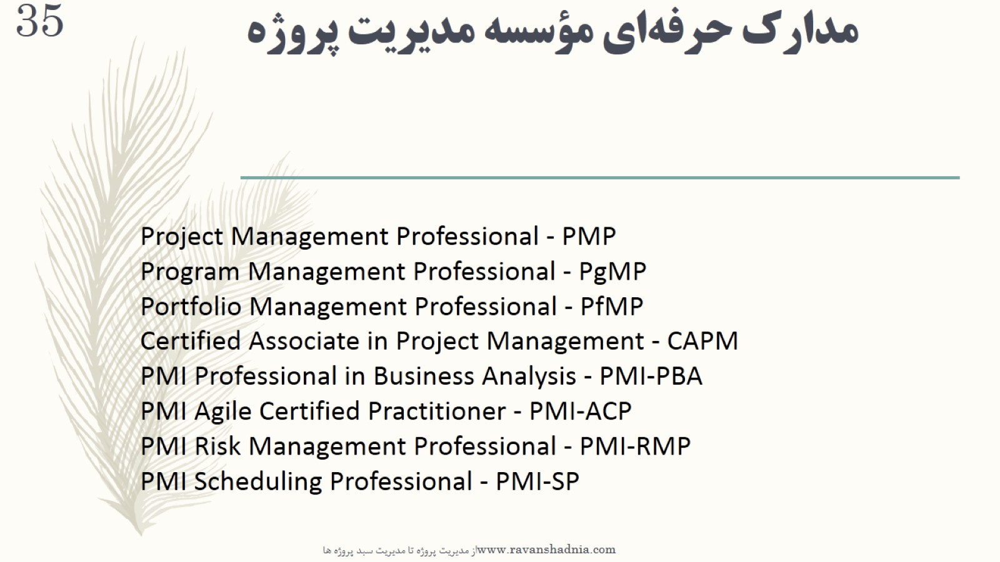 35
مدارک حرفه‌ای مؤسسه مدیریت پروژه
Project Management Professional - PMP
Program Management Professional - PgMP
Portfolio Management Professional - PfMP
Certified Associate in Project Management - CAPM
PMI Professional in Business Analysis - PMI-PBA
PMI Agile Certified Practitioner - PMI-ACP
PMI Risk Management Professional - PMI-RMP
PMI Scheduling Professional - PMI-SP
www.ravanshadnia.comاز مدیریت پروژه تا مدیریت سبد پروژه ها